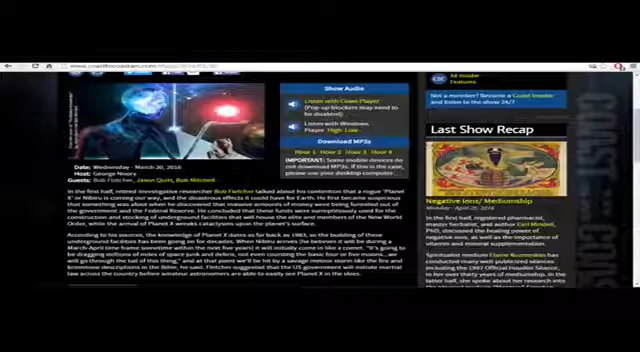 www.coasttocoastam.com
All Insider
Features
Not a member? Become a Coast Insider
and listen to the show 24/7
Show Audio
Listen with Coast Player
(Pop-up blockers may need to
be disabled)
Listen with Windows
Player High Low
Download MP3s
Hour 1 Hour 2 Hour 3 Hour 4
(IMPORTANT: Some mobile devices do
not download MP3s. If this is the case,
please use your desktop computer.
Date: Wednesday - March 30, 2016
Host: George Noory
Guests: Bob Fletcher, Jason Quitt, Bob Mitchell
In the first half, retired investigative researcher Bob Fletcher talked about his contention that a rogue "Planet
X" or Nibiru is coming our way, and the disastrous effects it could have for Earth. He first became suspicious
that something was afoot when he discovered that massive amounts of money were being funneled out of
the government and the Federal Reserve. He concluded that these funds were surreptitiously used for the
construction and stocking of underground facilities that will house the elite and members of the New World
Order, while the arrival of Planet X wreaks cataclysms upon the planet's surface.
According to his sources, the knowledge of Planet X dates as far back as 1983, so the building of these
underground facilities has been going on for decades. When Nibiru arrives (he believes it will be during a
March-April time frame sometime within the next five years) it will initially come in like a comet. "It's going to
be dragging millions of miles of space junk and debris, not even counting the basic four or five moons...we
will go through the tail of this thing," and at that point we'll be hit by a savage meteor storm like the fire and
brimstone descriptions in the Bible, he said. Fletcher suggested that the US government will initiate martial
law across the country before amateur astronomers are able to easily see Planet X in the skies.
Last Show Recap
Negative Ions/ Mediumship
Monday - April 25, 2016
In the first half, registered pharmacist,
master herbalist, and author Carl
PhD, discussed the healing power of
negative ions, as well as the importance of
vitamin and mineral supplementation.
Spiritualist medium Elaine
conducted many well publicized séances
including the 1997 Official Houdini Séance,
in her over thirty years of mediumship. In the
latter half, she spoke about her research into